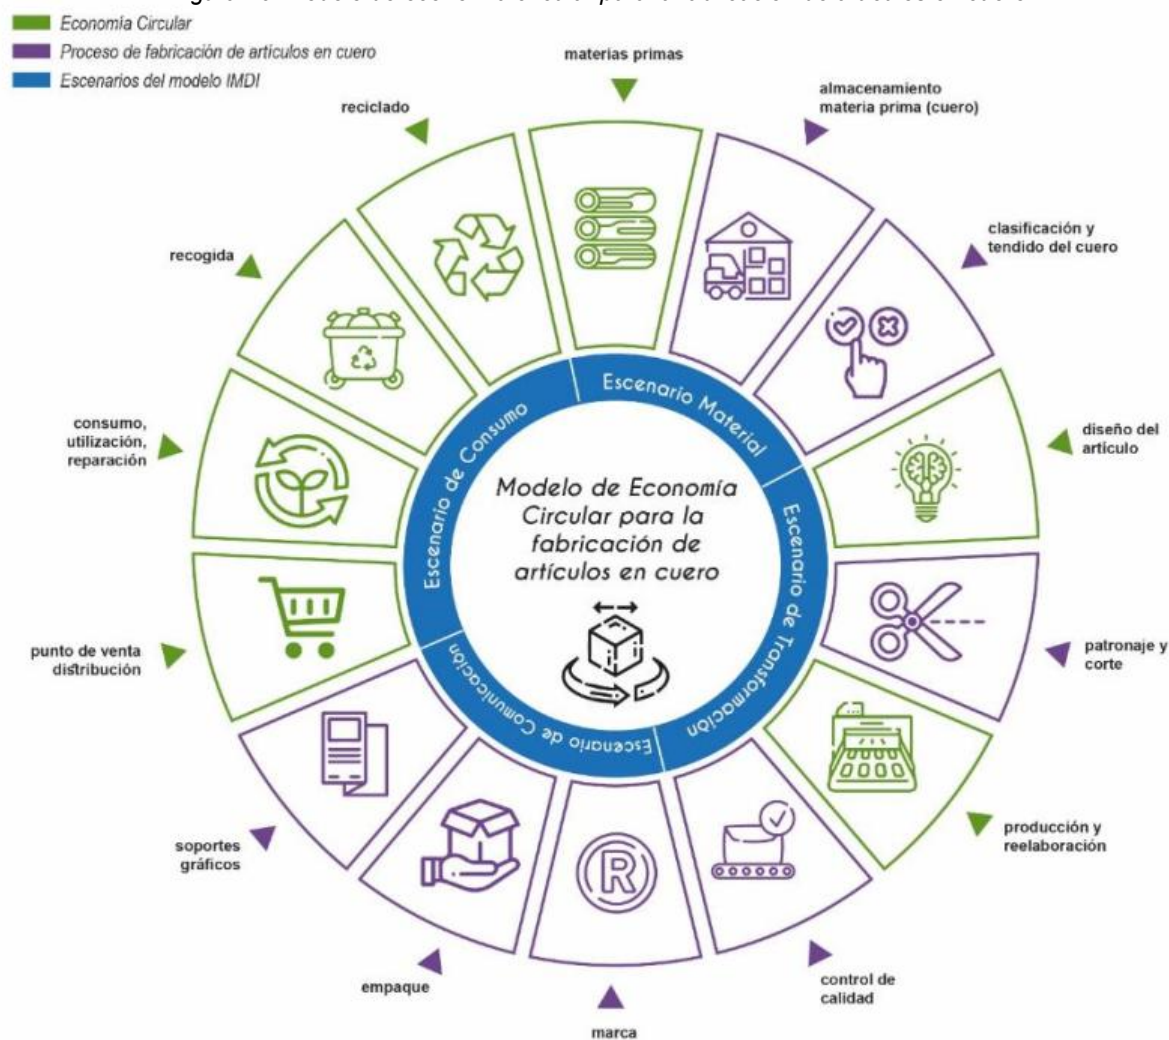 Economía Circular
Proceso de fabricación de artículos en cuero
Escenarios del modelo IMDI
materias primas
almacenamiento
materia prima (cuero)
clasificación y
tendido del cuero
diseño del
artículo
patronaje y
corte
producción y
reelaboración
control de
calidad
marca
empaque
soportes
gráficos
punto de venta
distribución
consumo,
utilización,
reparación
recogida
reciclado
Escenario Material
Escenario de Transformación
Escenario de Comunicación
Escenario de Consumo
Modelo de Economía
Circular para la
fabricación de
artículos en cuero
R